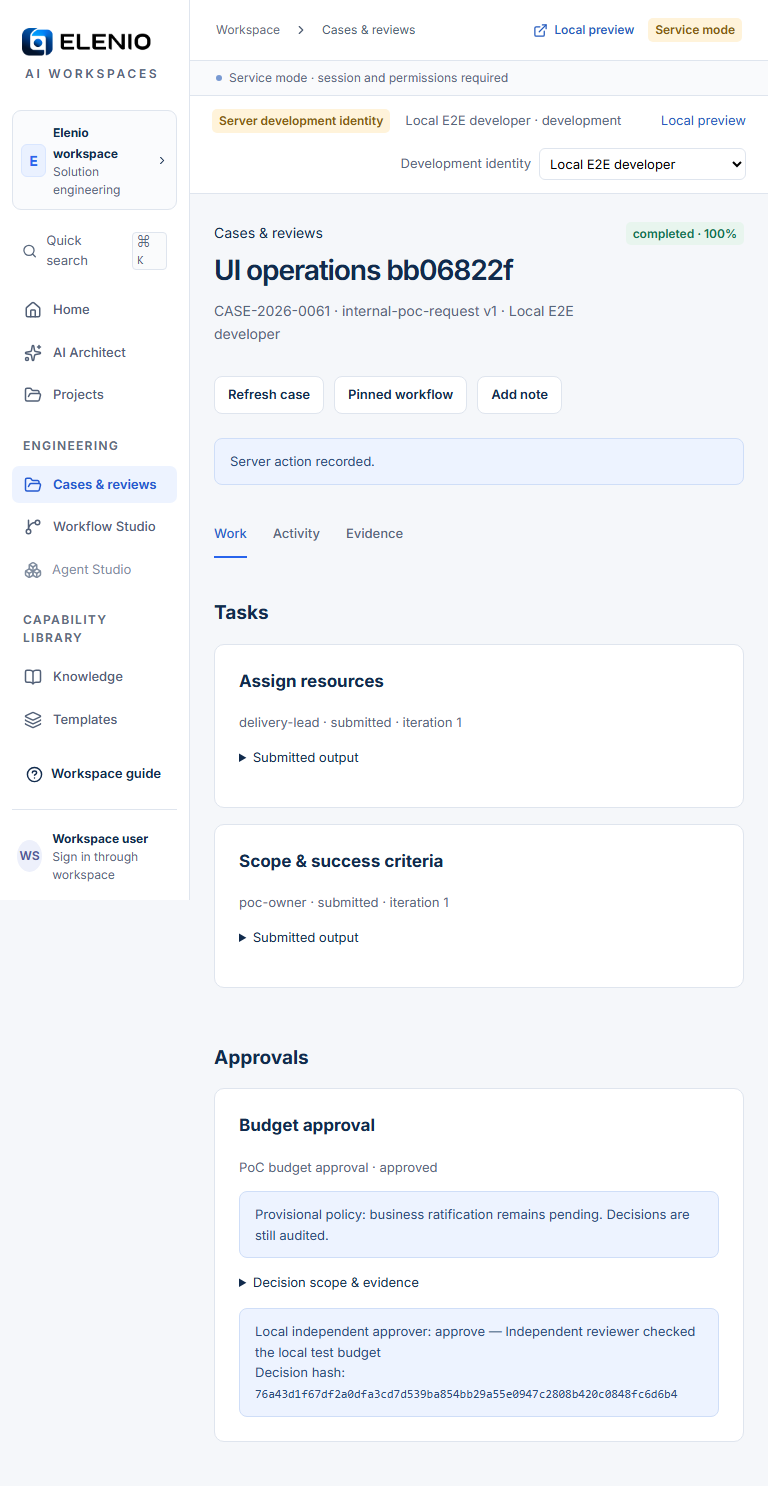 ELENIO
AI WORKSPACES
E
Elenio
workspace
Solution
engineering
Quick
search
⌘
K
Home
AI Architect
Projects
ENGINEERING
Cases & reviews
Workflow Studio
Agent Studio
CAPABILITY
LIBRARY
Knowledge
Templates
Workspace guide
WS
Workspace user
Sign in through
workspace
Workspace
Cases & reviews
Local preview
Service mode
Service mode · session and permissions required
Server development identity
Local E2E developer · development
Local preview
Development identity
Local E2E developer
Cases & reviews
completed · 100%
UI operations bb06822f
CASE-2026-0061 · internal-poc-request v1 · Local E2E
developer
Refresh case
Pinned workflow
Add note
Server action recorded.
Work
Activity
Evidence
Tasks
Assign resources
delivery-lead · submitted · iteration 1
Submitted output
Scope & success criteria
poc-owner · submitted · iteration 1
Submitted output
Approvals
Budget approval
PoC budget approval · approved
Provisional policy: business ratification remains pending. Decisions are
still audited.
Decision scope & evidence
Local independent approver: approve — Independent reviewer checked
the local test budget
Decision hash:
76a43d1f67df2a0dfa3cd7d539ba854bb29a55e0947c2808b420c0848fc6d6b4